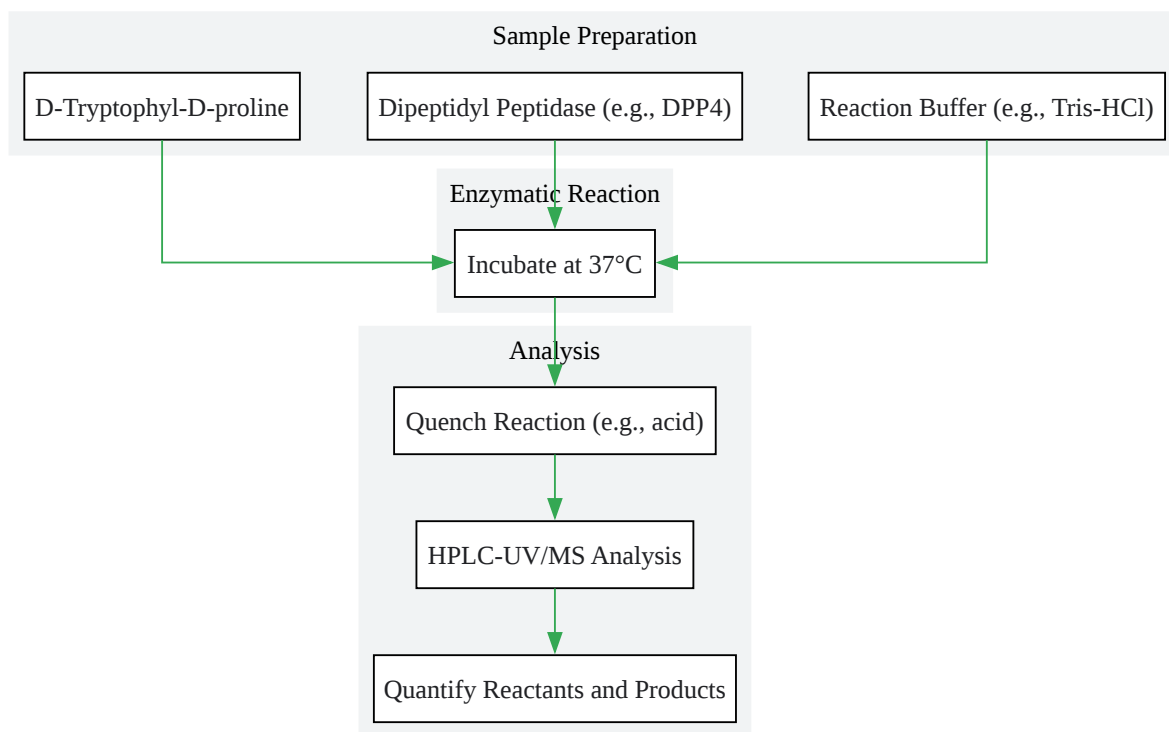 Sample Preparation
D-Tryptophyl-D-proline
Dipeptidyl Peptidase (e.g., DPP4)
Reaction Buffer (e.g., Tris-HCl)
Enzymatic Reaction
Incubate at 37°C
Analysis
Quench Reaction (e.g., acid)
HPLC-UV/MS Analysis
Quantify Reactants and Products